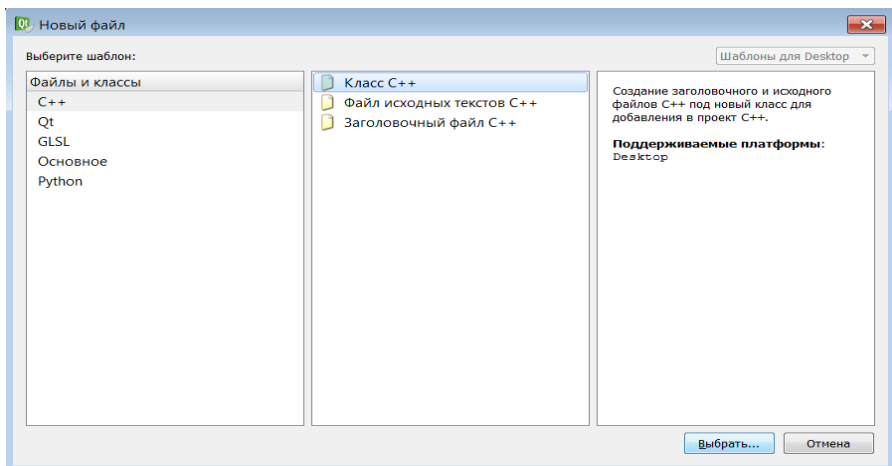 Новый файл
Выберите шаблон:
Шаблоны для Desktop
Файлы и классы
C++
Qt
GLSL
Основное
Python
Класс C++
Файл исходных текстов C++
Заголовочный файл C++
Создание заголовочного и исходного
файлов C++ под новый класс для
добавления в проект C++.
Поддерживаемые платформы:
Desktop
Выбрать...
Отмена